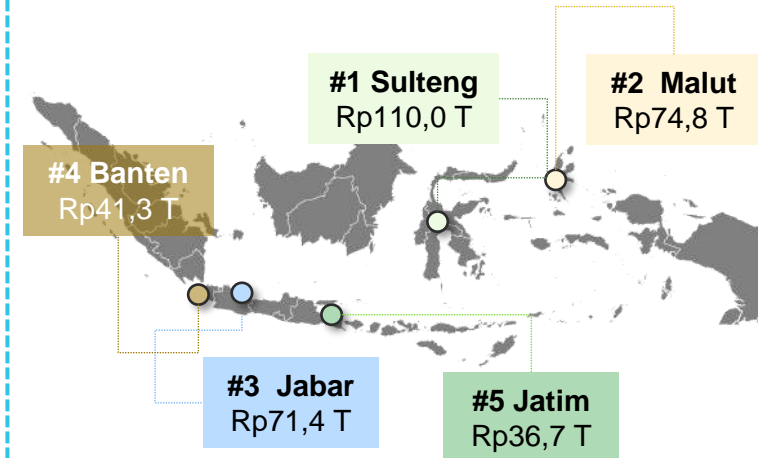 #1 Sulteng
Rp110,0 T
#2  Malut
Rp74,8 T
#4 Banten
Rp41,3 T
#3  Jabar
Rp71,4 T
#5 Jatim
Rp36,7 T